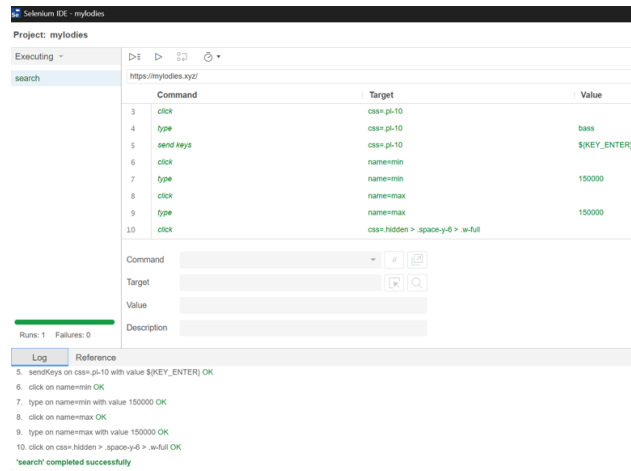 Selenium IDE - mylodies
Project: mylodies
Executing
search
https://mylodies.xyz/
Command Target Value
3 click css=.pl-10
4 type css=.pl-10 bass
5 send keys css=.pl-10 ${KEY_ENTER}
6 click name=min
7 type name=min 150000
8 click name=max
9 type name=max 150000
10 click css=.hidden > .space-y-6 > .w-full
Command //
Target
Value
Description
Runs: 1 Failures: 0
Log Reference
5. sendKeys on css=.pl-10 with value ${KEY_ENTER} OK
6. click on name=min OK
7. type on name=min with value 150000 OK
8. click on name=max OK
9. type on name=max with value 150000 OK
10. click on css=.hidden > .space-y-6 > .w-full OK
'search' completed successfully